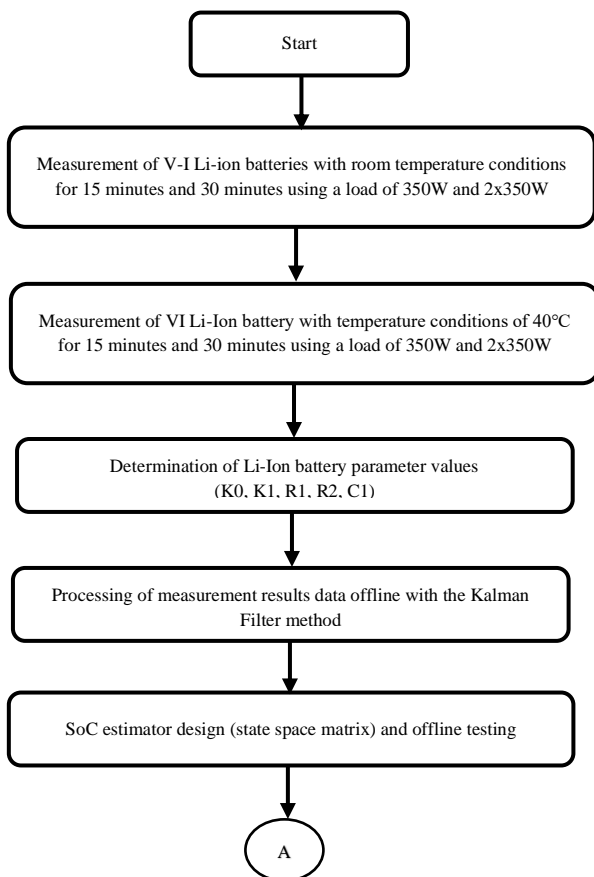 Start
Measurement of V-I Li-ion batteries with room temperature conditions
for 15 minutes and 30 minutes using a load of 350W and 2x350W
Measurement of VI Li-Ion battery with temperature conditions of 40°C
for 15 minutes and 30 minutes using a load of 350W and 2x350W
Determination of Li-Ion battery parameter values
(K0, K1, R1, R2, C1)
Processing of measurement results data offline with the Kalman
Filter method
SoC estimator design (state space matrix) and offline testing
A